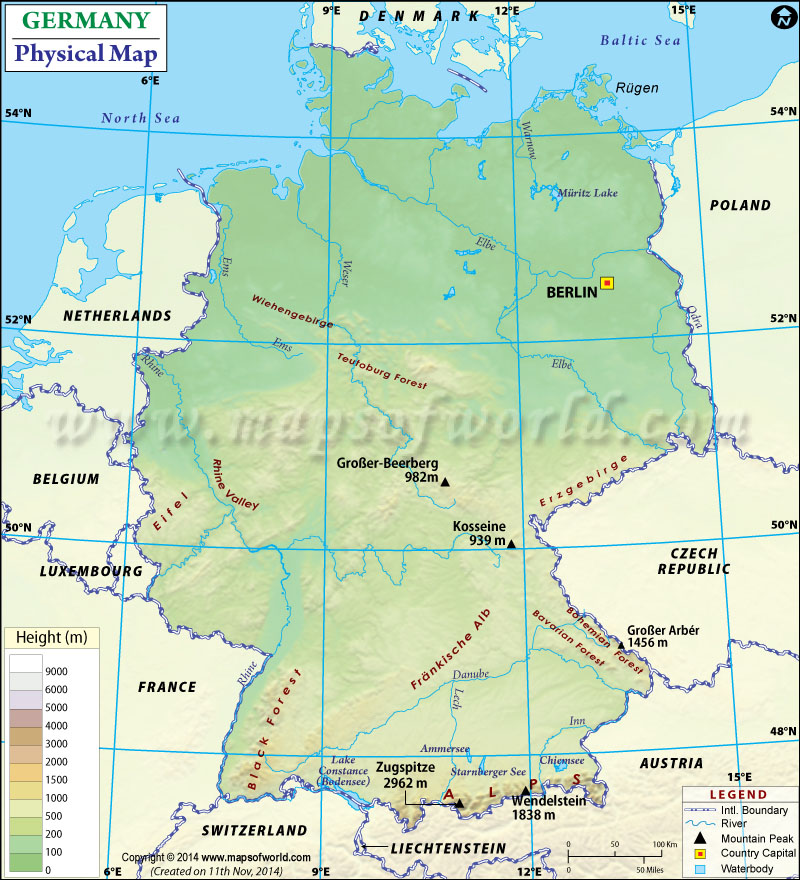 GERMANY
Physical Map
DENMARK
Baltic Sea
North Sea
6°E
9°E
12°E
15°E
54°N
54°N
Rügen
Warnow
Müritz Lake
POLAND
Elbe
Ems
Weser
BERLIN
NETHERLANDS
Wiehengebirge
52°N
52°N
Odra
Ems
Teutoburg Forest
Rhine
Elbe
www.mapsofworld.com
BELGIUM
Großer-Beerberg
982m
Rhine Valley
Eifel
Erzgebirge
50°N
50°N
Kosseine
939 m
LUXEMBOURG
CZECH
REPUBLIC
Fränkische Alb
Bohemian Forest
Bavarian Forest
Großer Arbér
1456 m
Height (m)
9000
6000
5000
4000
3000
2000
1500
1000
500
200
100
0
FRANCE
Rhine
Black Forest
Danube
Lech
Inn
48°N
Lake
Constance
(Bodensee)
Ammersee
Starnberger See
Chiemsee
AUSTRIA
Zugspitze
2962 m
ALPS
Wendelstein
1838 m
15°E
SWITZERLAND
LIECHTENSTEIN
LEGEND
Intl. Boundary
River
Mountain Peak
Country Capital
Waterbody
0 50 100 Km
0 50 Miles
Copyright © 2014 www.mapsofworld.com
(Created on 11th Nov, 2014)
6°E
9°E
12°E
N